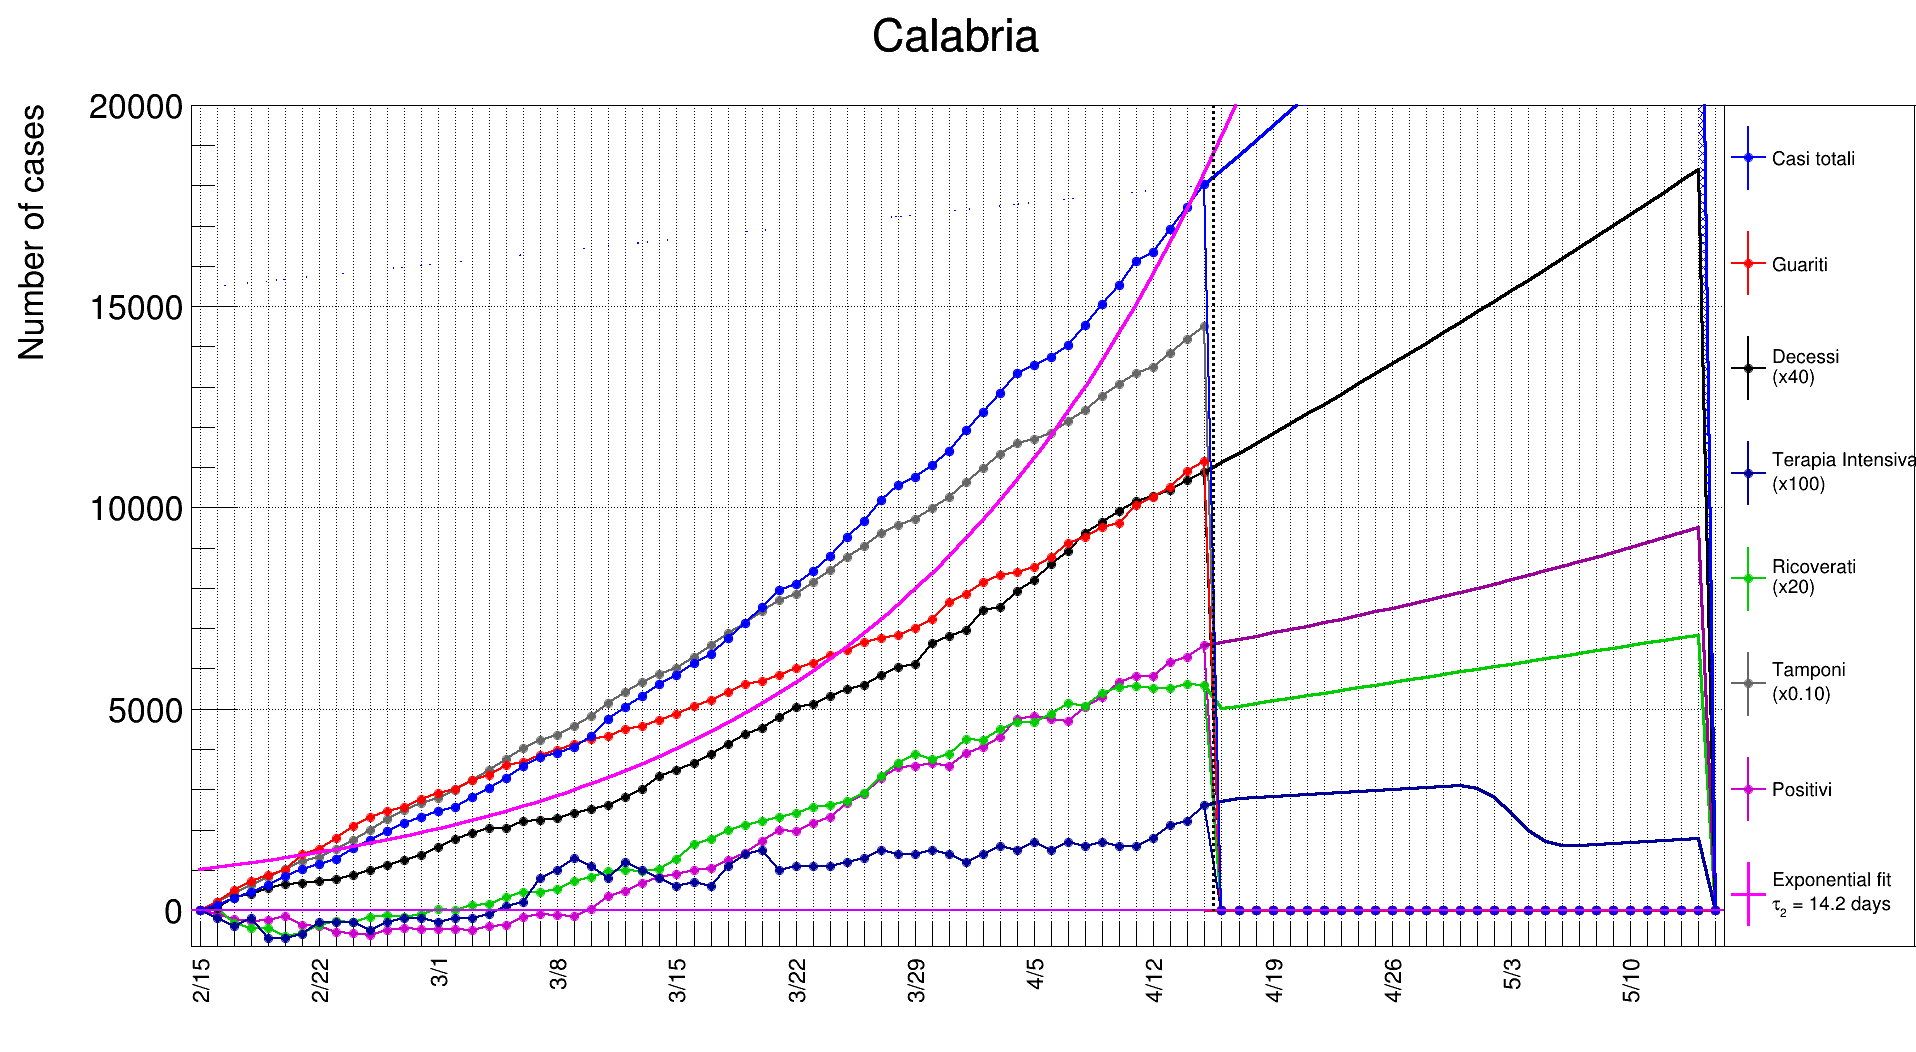 Calabria
Number of cases
20000
15000
10000
5000
0
2/15
2/22
3/1
3/8
3/15
3/22
3/29
4/5
4/12
4/19
4/26
5/3
5/10
Casi totali
Guariti
Decessi
(x40)
Terapia Intensiva
(x100)
Ricoverati
(x20)
Tamponi
(x0.10)
Positivi
Exponential fit
τ2 = 14.2 days